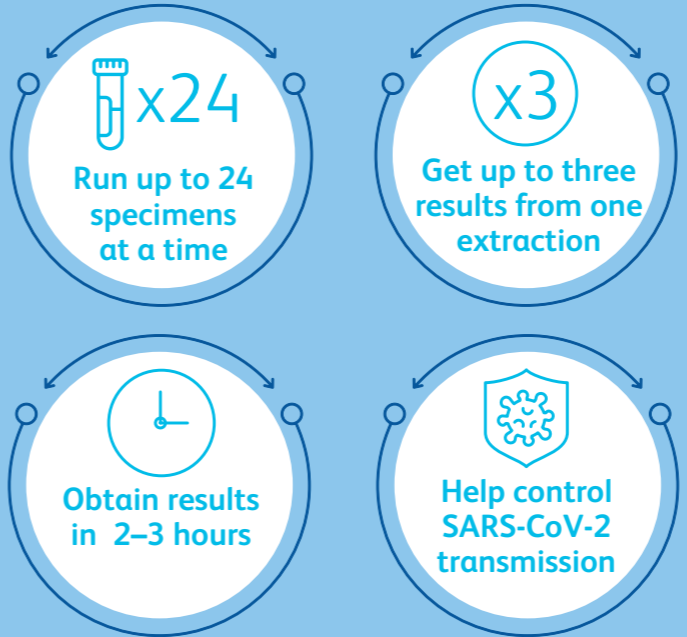 x24
Run up to 24
specimens
at a time
x3
Get up to three
results from one
extraction
Obtain results
in 2–3 hours
Help control
SARS-CoV-2
transmission